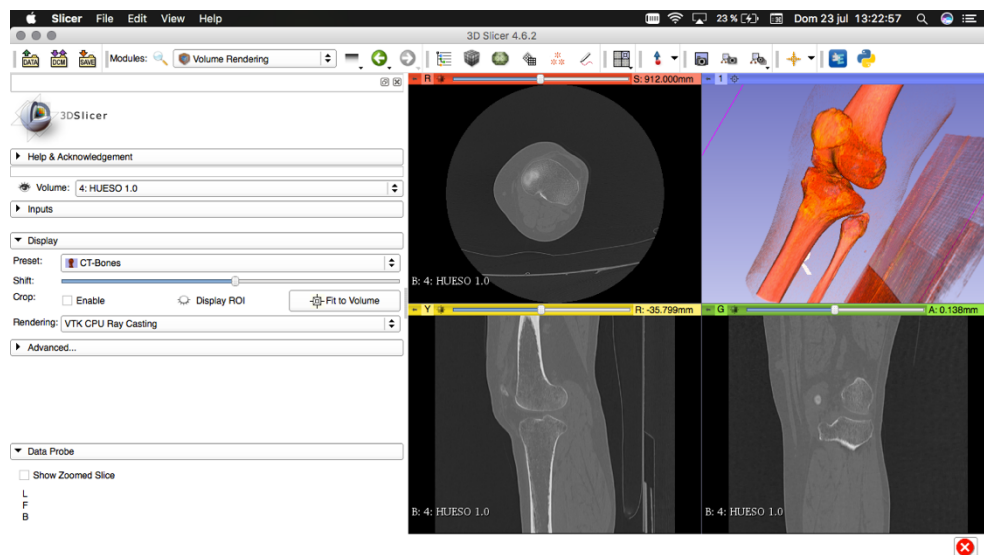 Slicer File Edit View Help 23 % Dom 23 jul 13:22:57
3D Slicer 4.6.2
DATA DCM SAVE Modules: Volume Rendering
R S: 912.000mm 1
3DSlicer
Help & Acknowledgement
Volume: 4: HUESO 1.0
Inputs
Display
Preset: CT-Bones
Shift:
B: 4: HUESO 1.0
Crop: Enable Display ROI Fit to Volume
Y R: -35.799mm G A: 0.138mm
Rendering: VTK CPU Ray Casting
Advanced...
Data Probe
Show Zoomed Slice
L
F
B
B: 4: HUESO 1.0 B: 4: HUESO 1.0